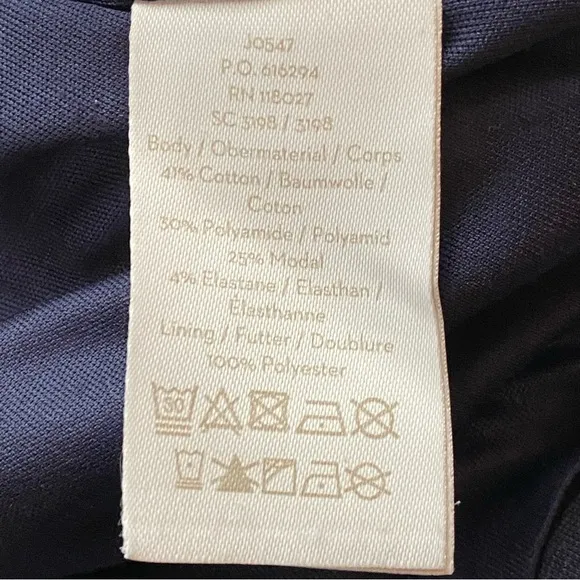 J0547
P.O. 616294
RN 118027
SC 3198 / 3198
Body / Obermaterial / Corps
41% Cotton / Baumwolle /
Coton
30% Polyamide / Polyamid
25% Modal
4% Elastane / Elasthan /
Elasthanne
Lining / Futter / Doublure
100% Polyester
30